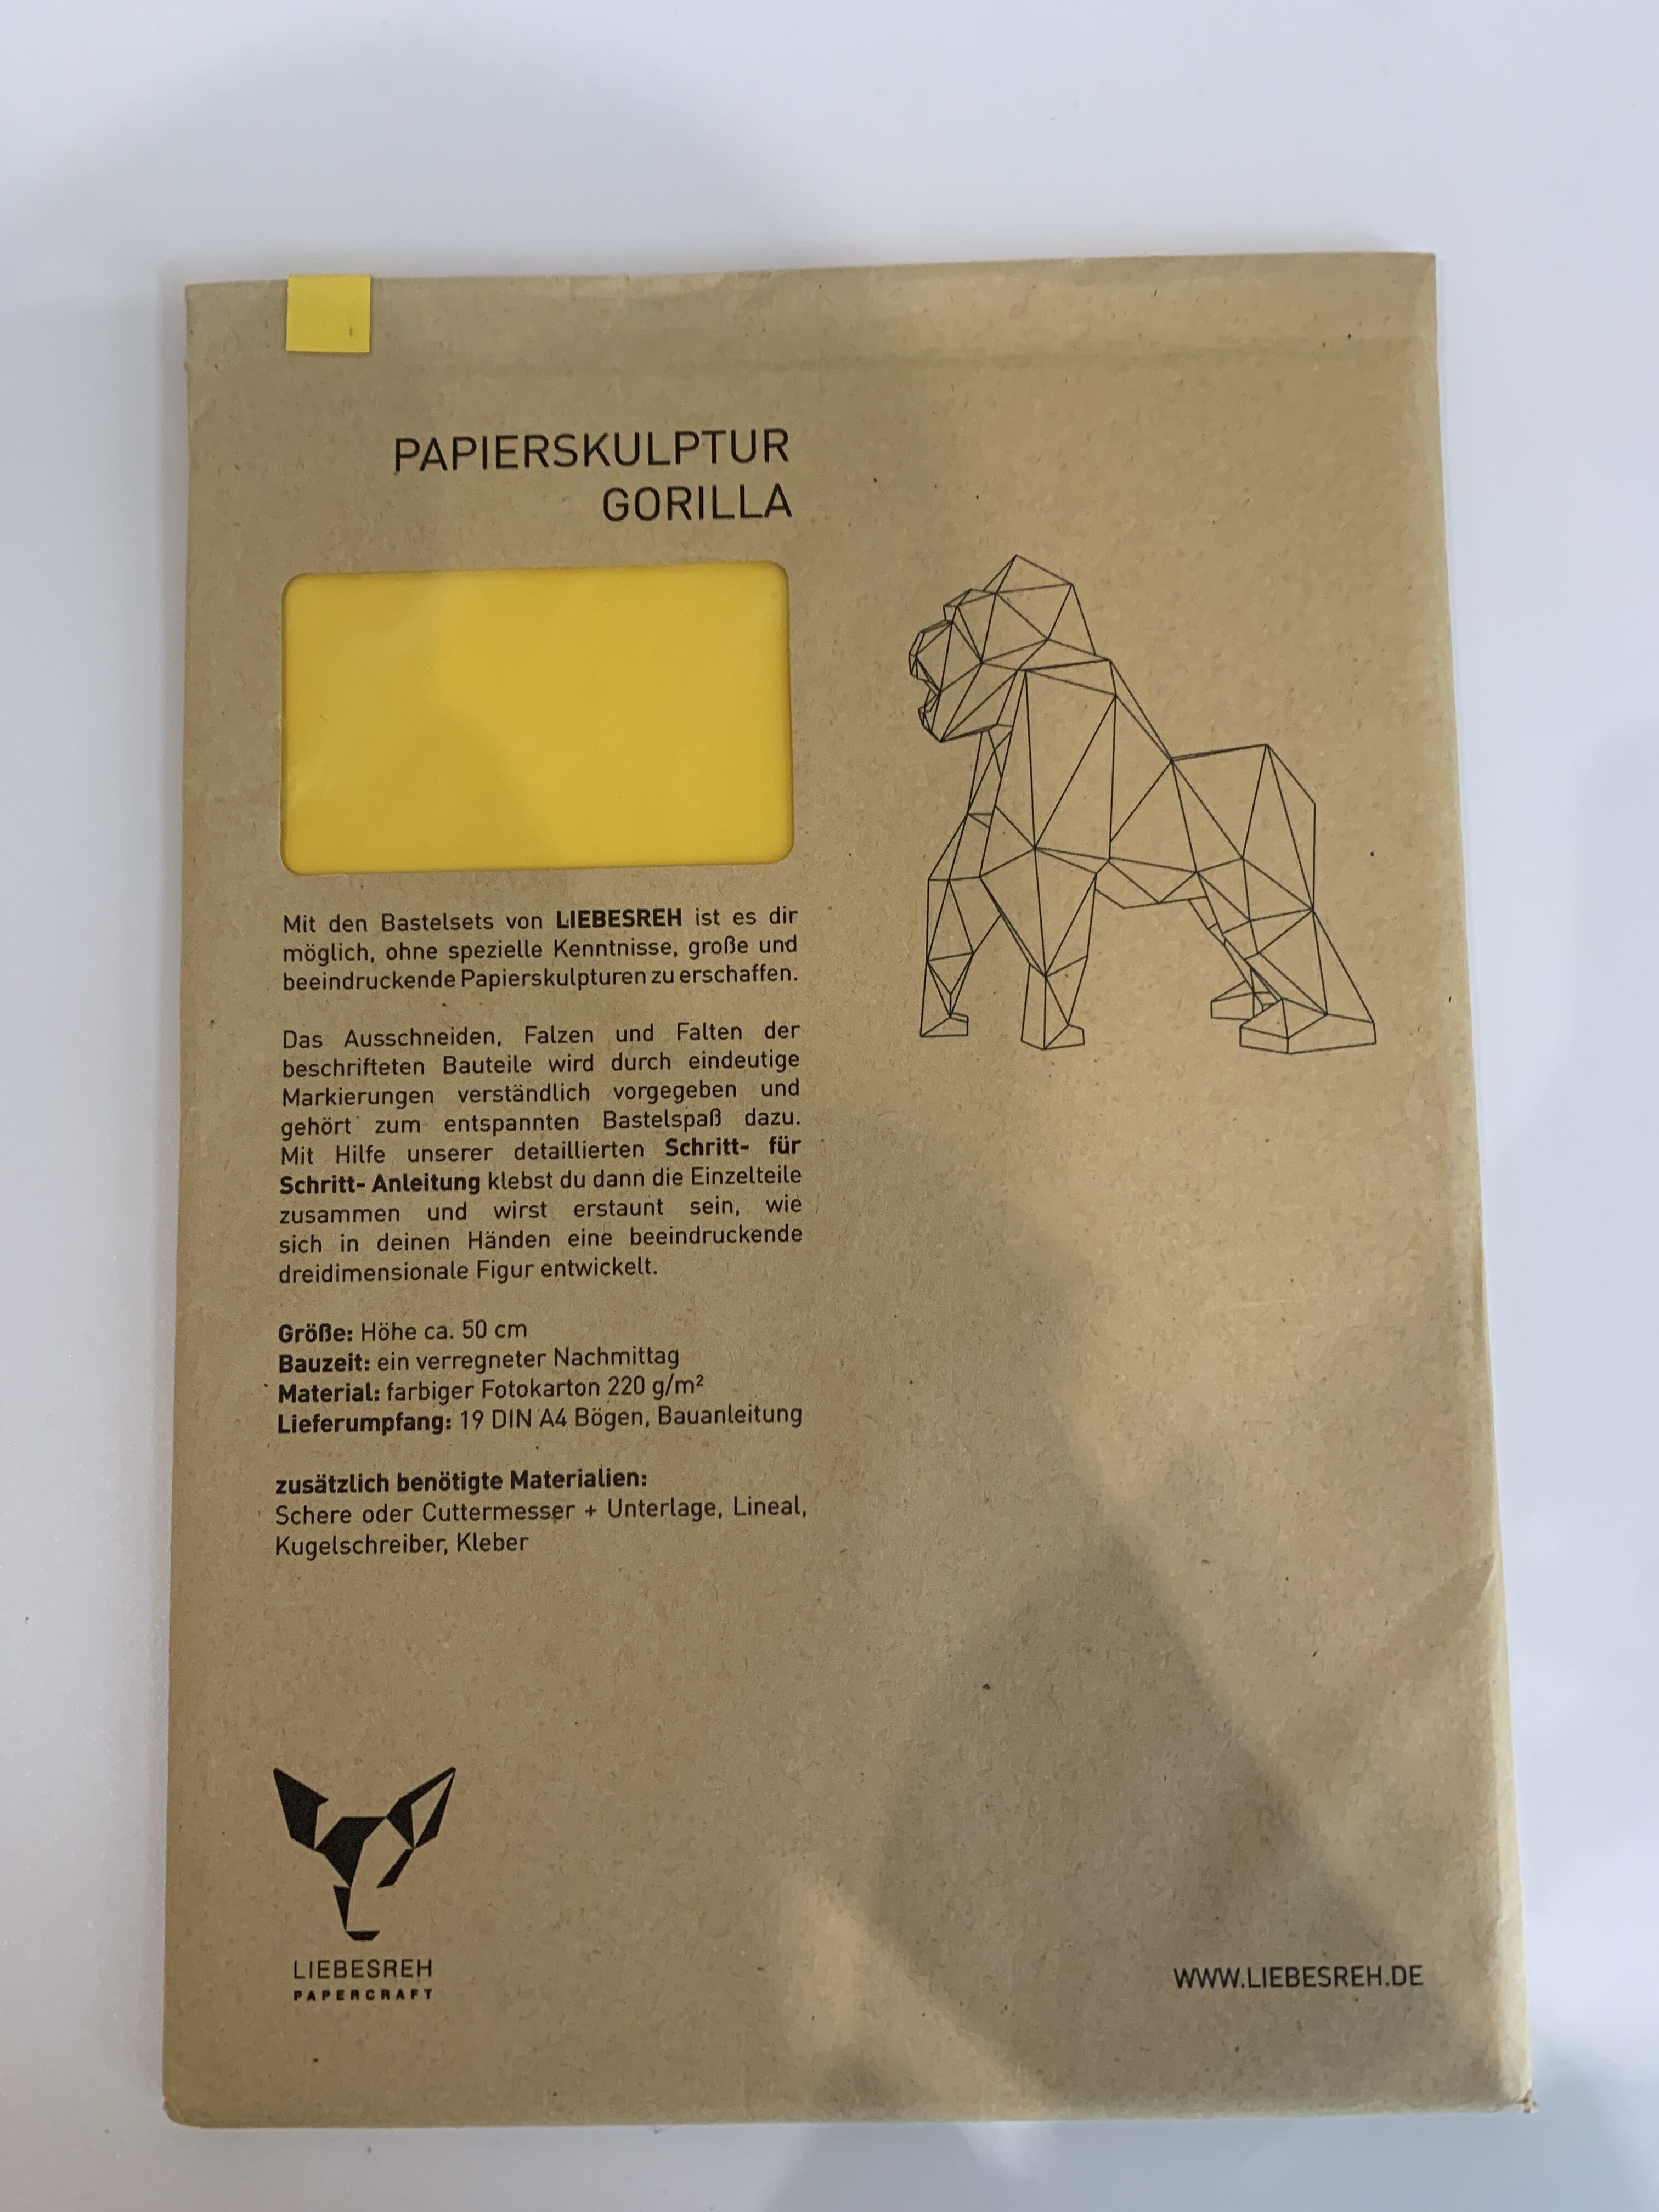 PAPIERSKULPTUR
GORILLA
Mit den Bastelsets von LIEBESREH ist es dir
möglich, ohne spezielle Kenntnisse, große und
beeindruckende Papierskulpturen zu erschaffen.
Das Ausschneiden, Falzen und Falten der
beschrifteten Bauteile wird durch eindeutige
Markierungen verständlich vorgegeben und
gehört zum entspannten Bastelspaß dazu.
Mit Hilfe unserer detaillierten Schritt- für
Schritt- Anleitung klebst du dann die Einzelteile
zusammen und wirst erstaunt sein, wie
sich in deinen Händen eine beeindruckende
dreidimensionale Figur entwickelt.
Größe: Höhe ca. 50 cm
Bauzeit: ein verregneter Nachmittag
Material: farbiger Fotokarton 220 g/m²
Lieferumpfang: 19 DIN A4 Bögen, Bauanleitung
zusätzlich benötigte Materialien:
Schere oder Cuttermesser + Unterlage, Lineal,
Kugelschreiber, Kleber
LIEBESREH
PAPERCRAFT
WWW.LIEBESREH.DE